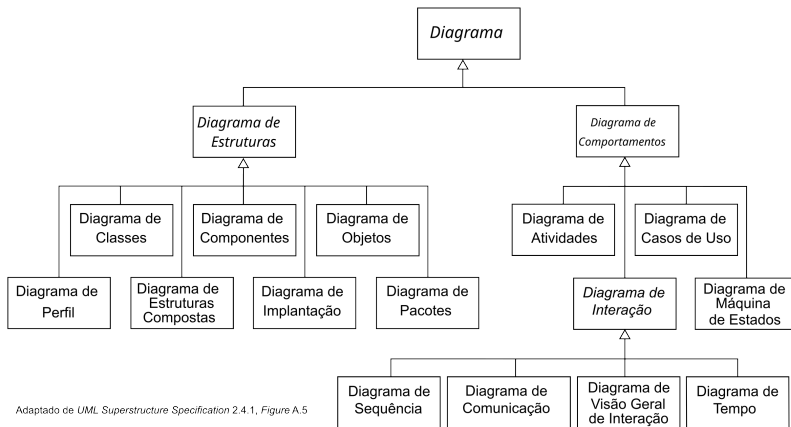 Diagrama
Diagrama de
Estruturas
Diagrama de
Comportamentos
Diagrama de
Classes
Diagrama de
Componentes
Diagrama de
Objetos
Diagrama de
Atividades
Diagrama de
Casos de Uso
Diagrama de
Perfil
Diagrama de
Estruturas
Compostas
Diagrama de
Implantação
Diagrama de
Pacotes
Diagrama de
Interação
Diagrama de
Máquina
de Estados
Diagrama de
Sequência
Diagrama de
Comunicação
Diagrama de
Visão Geral
de Interação
Diagrama de
Tempo
Adaptado de UML Superstructure Specification 2.4.1, Figure A.5